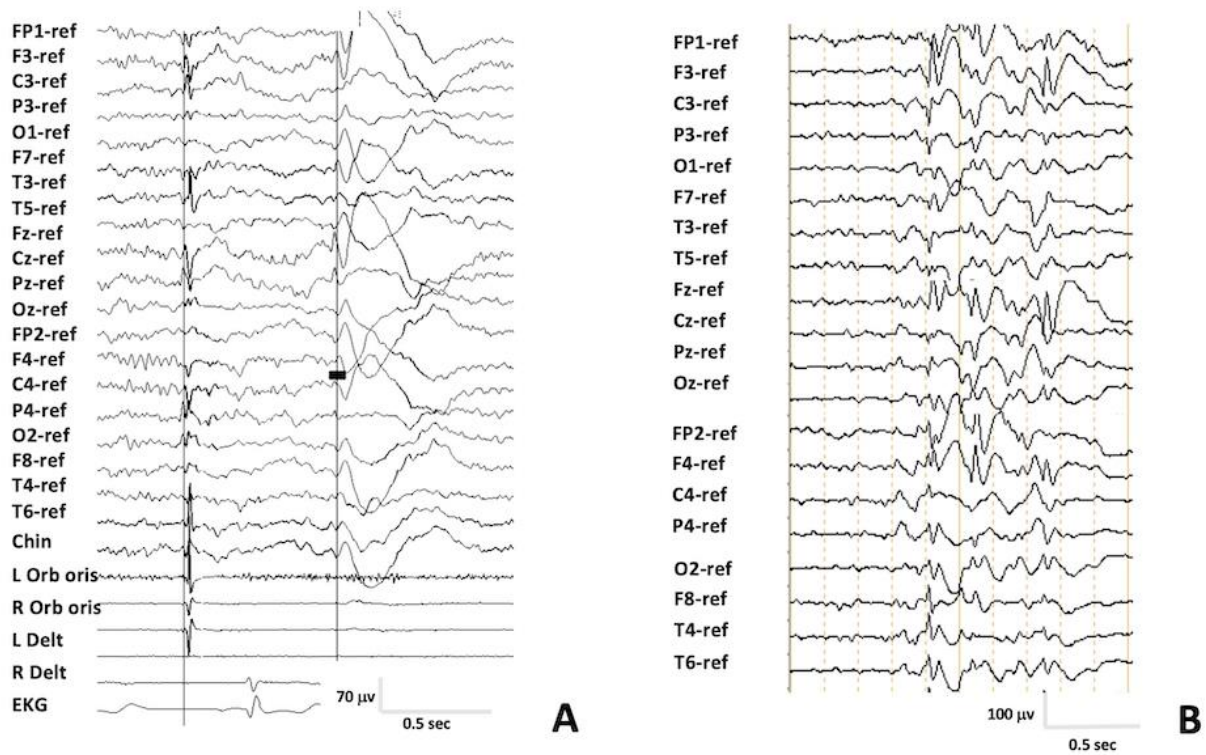 FP1-ref
F3-ref
C3-ref
P3-ref
O1-ref
F7-ref
T3-ref
T5-ref
Fz-ref
Cz-ref
Pz-ref
Oz-ref
FP2-ref
F4-ref
C4-ref
P4-ref
O2-ref
F8-ref
T4-ref
T6-ref
Chin
L Orb oris
R Orb oris
L Delt
R Delt
EKG
70 μv
0.5 sec
A
FP1-ref
F3-ref
C3-ref
P3-ref
O1-ref
F7-ref
T3-ref
T5-ref
Fz-ref
Cz-ref
Pz-ref
Oz-ref
FP2-ref
F4-ref
C4-ref
P4-ref
O2-ref
F8-ref
T4-ref
T6-ref
100 μv
0.5 sec
B